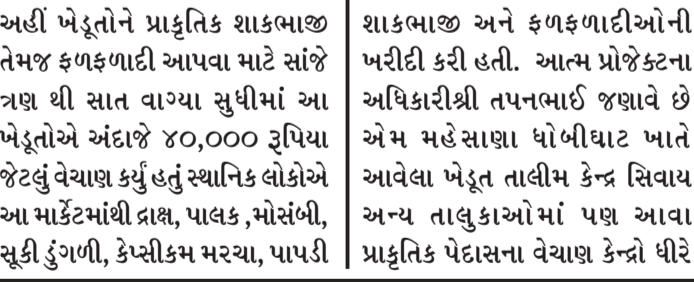 અહીં ખેડૂતોને પ્રાકૃતિક શાકભાજી
તેમજ ફળફળાદી આપવા માટે સાંજે
ત્રણ થી સાત વાગ્યા સુધીમાં આ
ખેડૂતોએ અંદાજે ૪૦,૦૦૦ રૂપિયા
જેટલું વેચાણ કર્યું હતું સ્થાનિક લોકોએ
આ માર્કેટમાંથી દ્રાક્ષ, પાલક ,મોસંબી,
સૂકી ડુંગળી, કેપ્સીકમ મરચા, પાપડી
શાકભાજી અને ફળફળાદીઓની
ખરીદી કરી હતી. આત્મ પ્રોજેક્ટના
અધિકારીશ્રી તપનભાઈ જણાવે છે
એમ મહેસાણા ધોબીઘાટ ખાતે
આવેલા ખેડૂત તાલીમ કેન્દ્ર સિવાય
અન્ય તાલુકાઓમાં પણ આવા
પ્રાકૃતિક પેદાસના વેચાણ કેન્દ્રો ધીરે